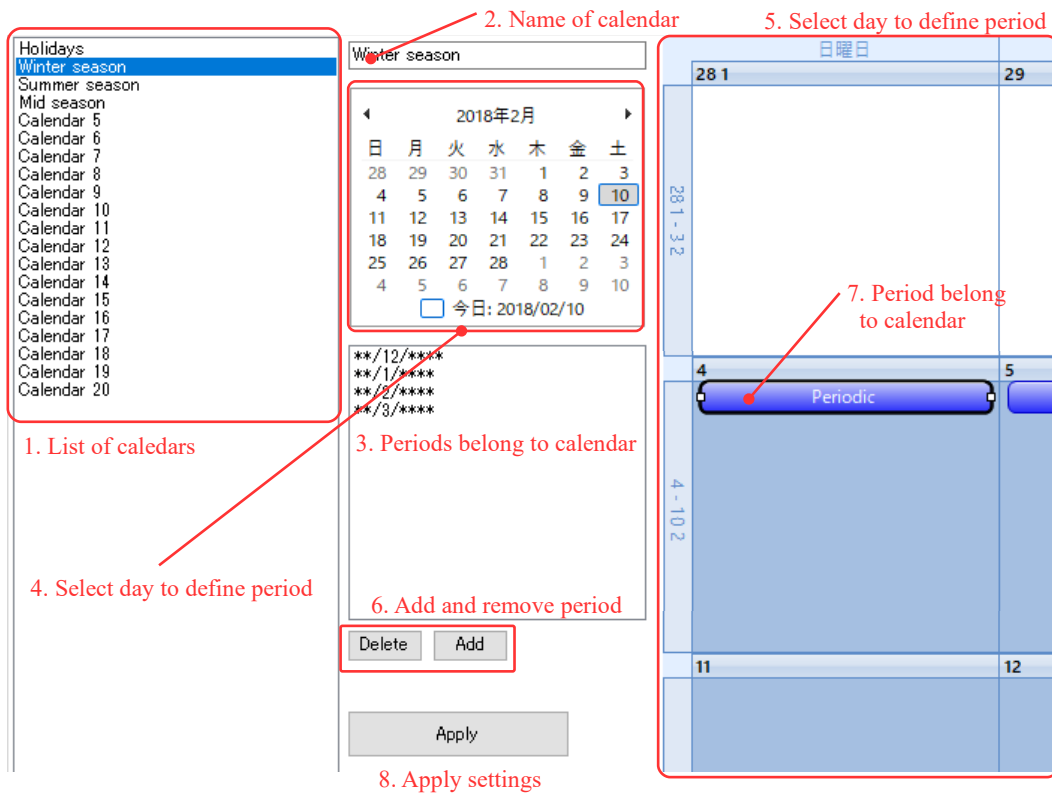 2. Name of calendar
5. Select day to define period
Holidays
Winter season
Summer season
Mid season
Calendar 5
Calendar 6
Calendar 7
Calendar 8
Calendar 9
Calendar 10
Calendar 11
Calendar 12
Calendar 13
Calendar 14
Calendar 15
Calendar 16
Calendar 17
Calendar 18
Calendar 19
Calendar 20
1. List of caledars
4. Select day to define period
Winter season
2018年2月
日 月 火 水 木 金 土
28 29 30 31 1 2 3
4 5 6 7 8 9 10
11 12 13 14 15 16 17
18 19 20 21 22 23 24
25 26 27 28 1 2 3
4 5 6 7 8 9 10
今日: 2018/02/10
**/12/****
**/1/****
**/2/****
**/3/****
3. Periods belong to calendar
6. Add and remove period
Delete Add
Apply
8. Apply settings
日曜日
28 1 29
28 1 - 3 2
7. Period belong
to calendar
4 5
Periodic
4 - 10 2
11 12